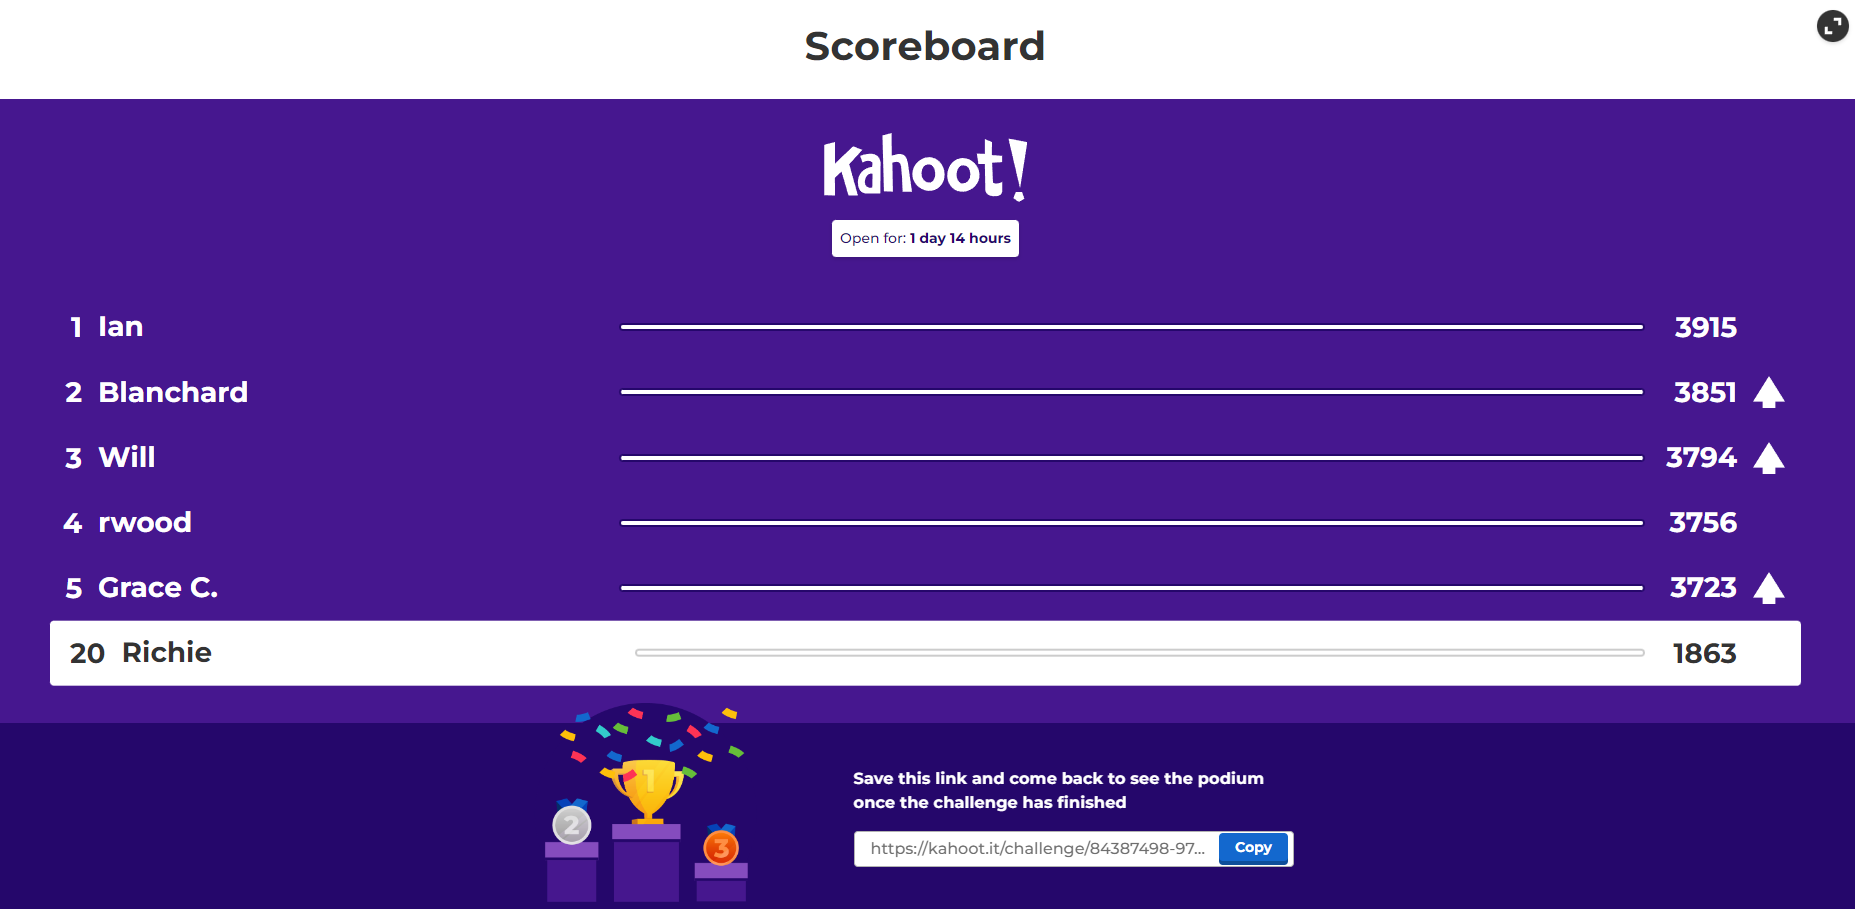 Scoreboard
Kahoot!
Open for: 1 day 14 hours
1 Ian 3915
2 Blanchard 3851
3 Will 3794
4 rwood 3756
5 Grace C. 3723
20 Richie 1863
1
2
3
Save this link and come back to see the podium
once the challenge has finished
https://kahoot.it/challenge/84387498-97... Copy